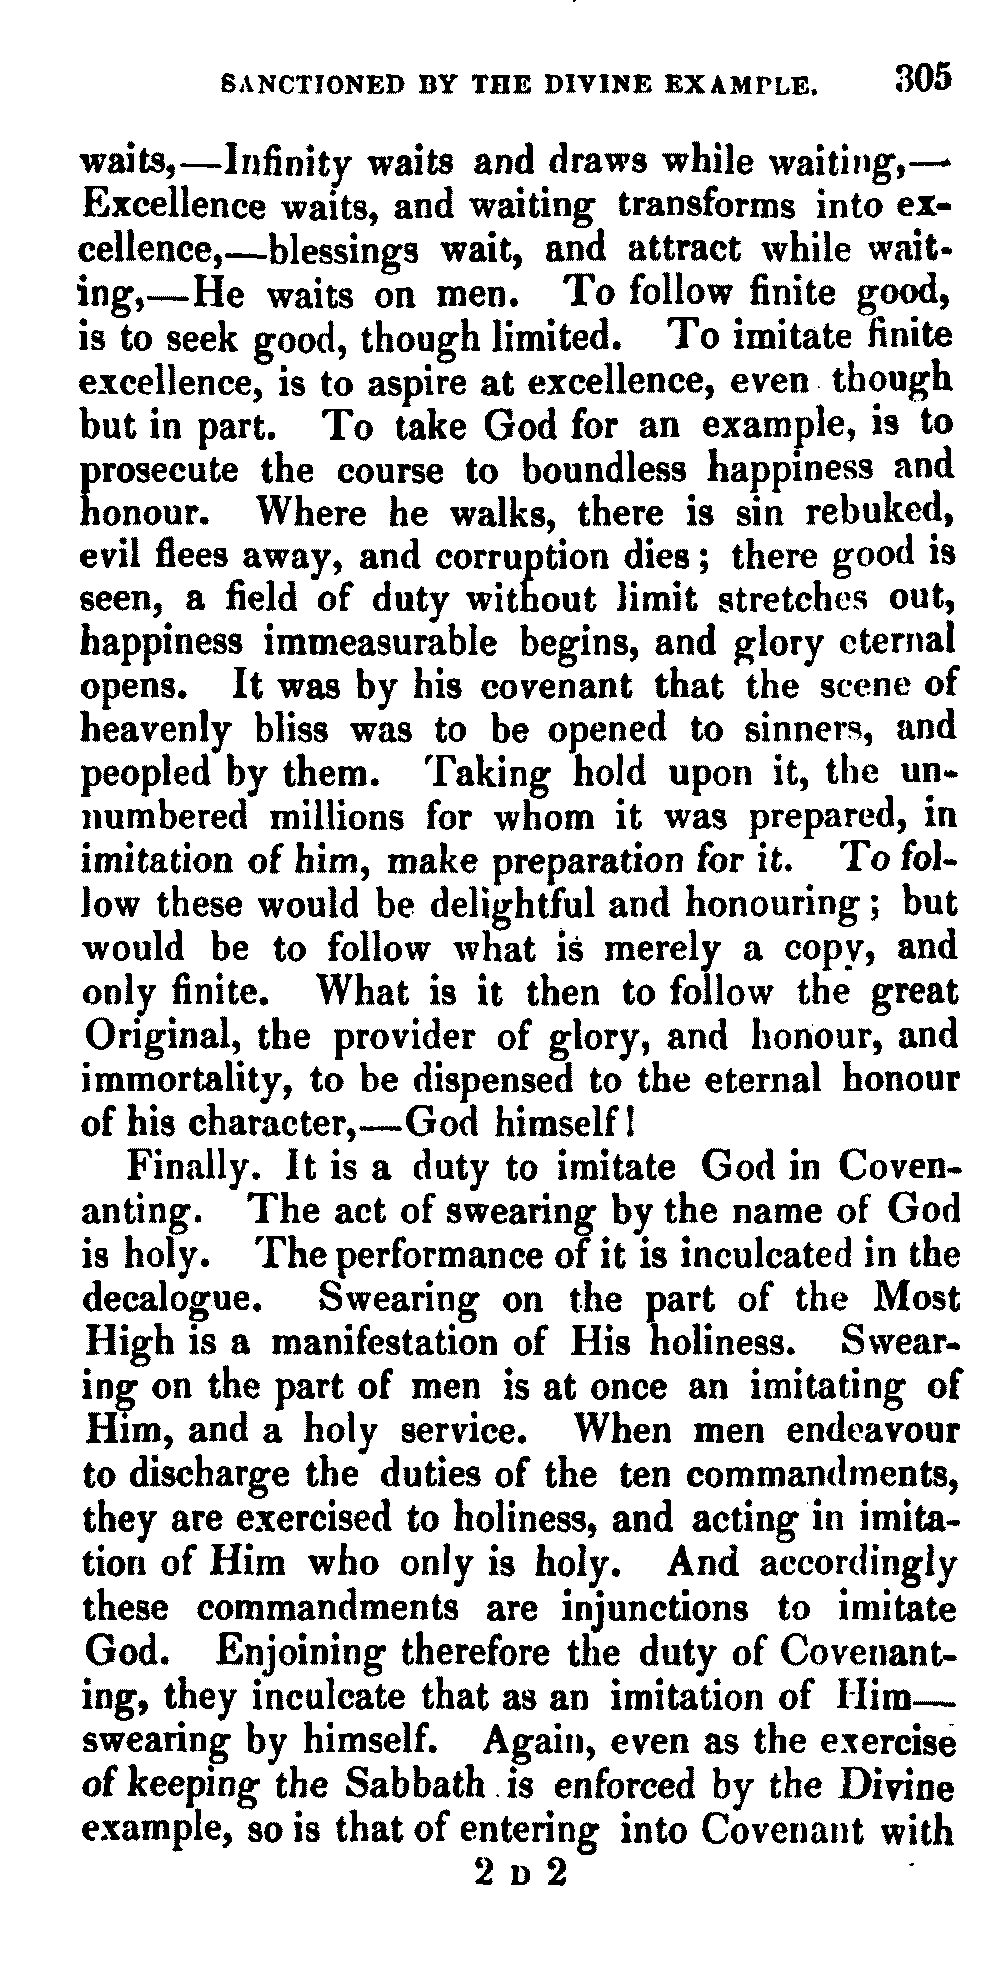 SANCTIONED BY THE DIVINE EXAMPLE. 305
waits,—Infinity waits and draws while waiting,—
Excellence waits, and waiting transforms into ex-
cellence,—blessings wait, and attract while wait-
ing,—He waits on men. To follow finite good,
is to seek good, though limited. To imitate finite
excellence, is to aspire at excellence, even though
but in part. To take God for an example, is to
prosecute the course to boundless happiness and
honour. Where he walks, there is sin rebuked,
evil flees away, and corruption dies; there good is
seen, a field of duty without limit stretches out,
happiness immeasurable begins, and glory eternal
opens. It was by his covenant that the scene of
heavenly bliss was to be opened to sinners, and
peopled by them. Taking hold upon it, the un-
numbered millions for whom it was prepared, in
imitation of him, make preparation for it. To fol-
low these would be delightful and honouring; but
would be to follow what is merely a copy, and
only finite. What is it then to follow the great
Original, the provider of glory, and honour, and
immortality, to be dispensed to the eternal honour
of his character,—God himself!
Finally. It is a duty to imitate God in Coven-
anting. The act of swearing by the name of God
is holy. The performance of it is inculcated in the
decalogue. Swearing on the part of the Most
High is a manifestation of His holiness. Swear-
ing on the part of men is at once an imitating of
Him, and a holy service. When men endeavour
to discharge the duties of the ten commandments,
they are exercised to holiness, and acting in imita-
tion of Him who only is holy. And accordingly
these commandments are injunctions to imitate
God. Enjoining therefore the duty of Covenant-
ing, they inculcate that as an imitation of Him—
swearing by himself. Again, even as the exercise
of keeping the Sabbath is enforced by the Divine
example, so is that of entering into Covenant with
2 D 2